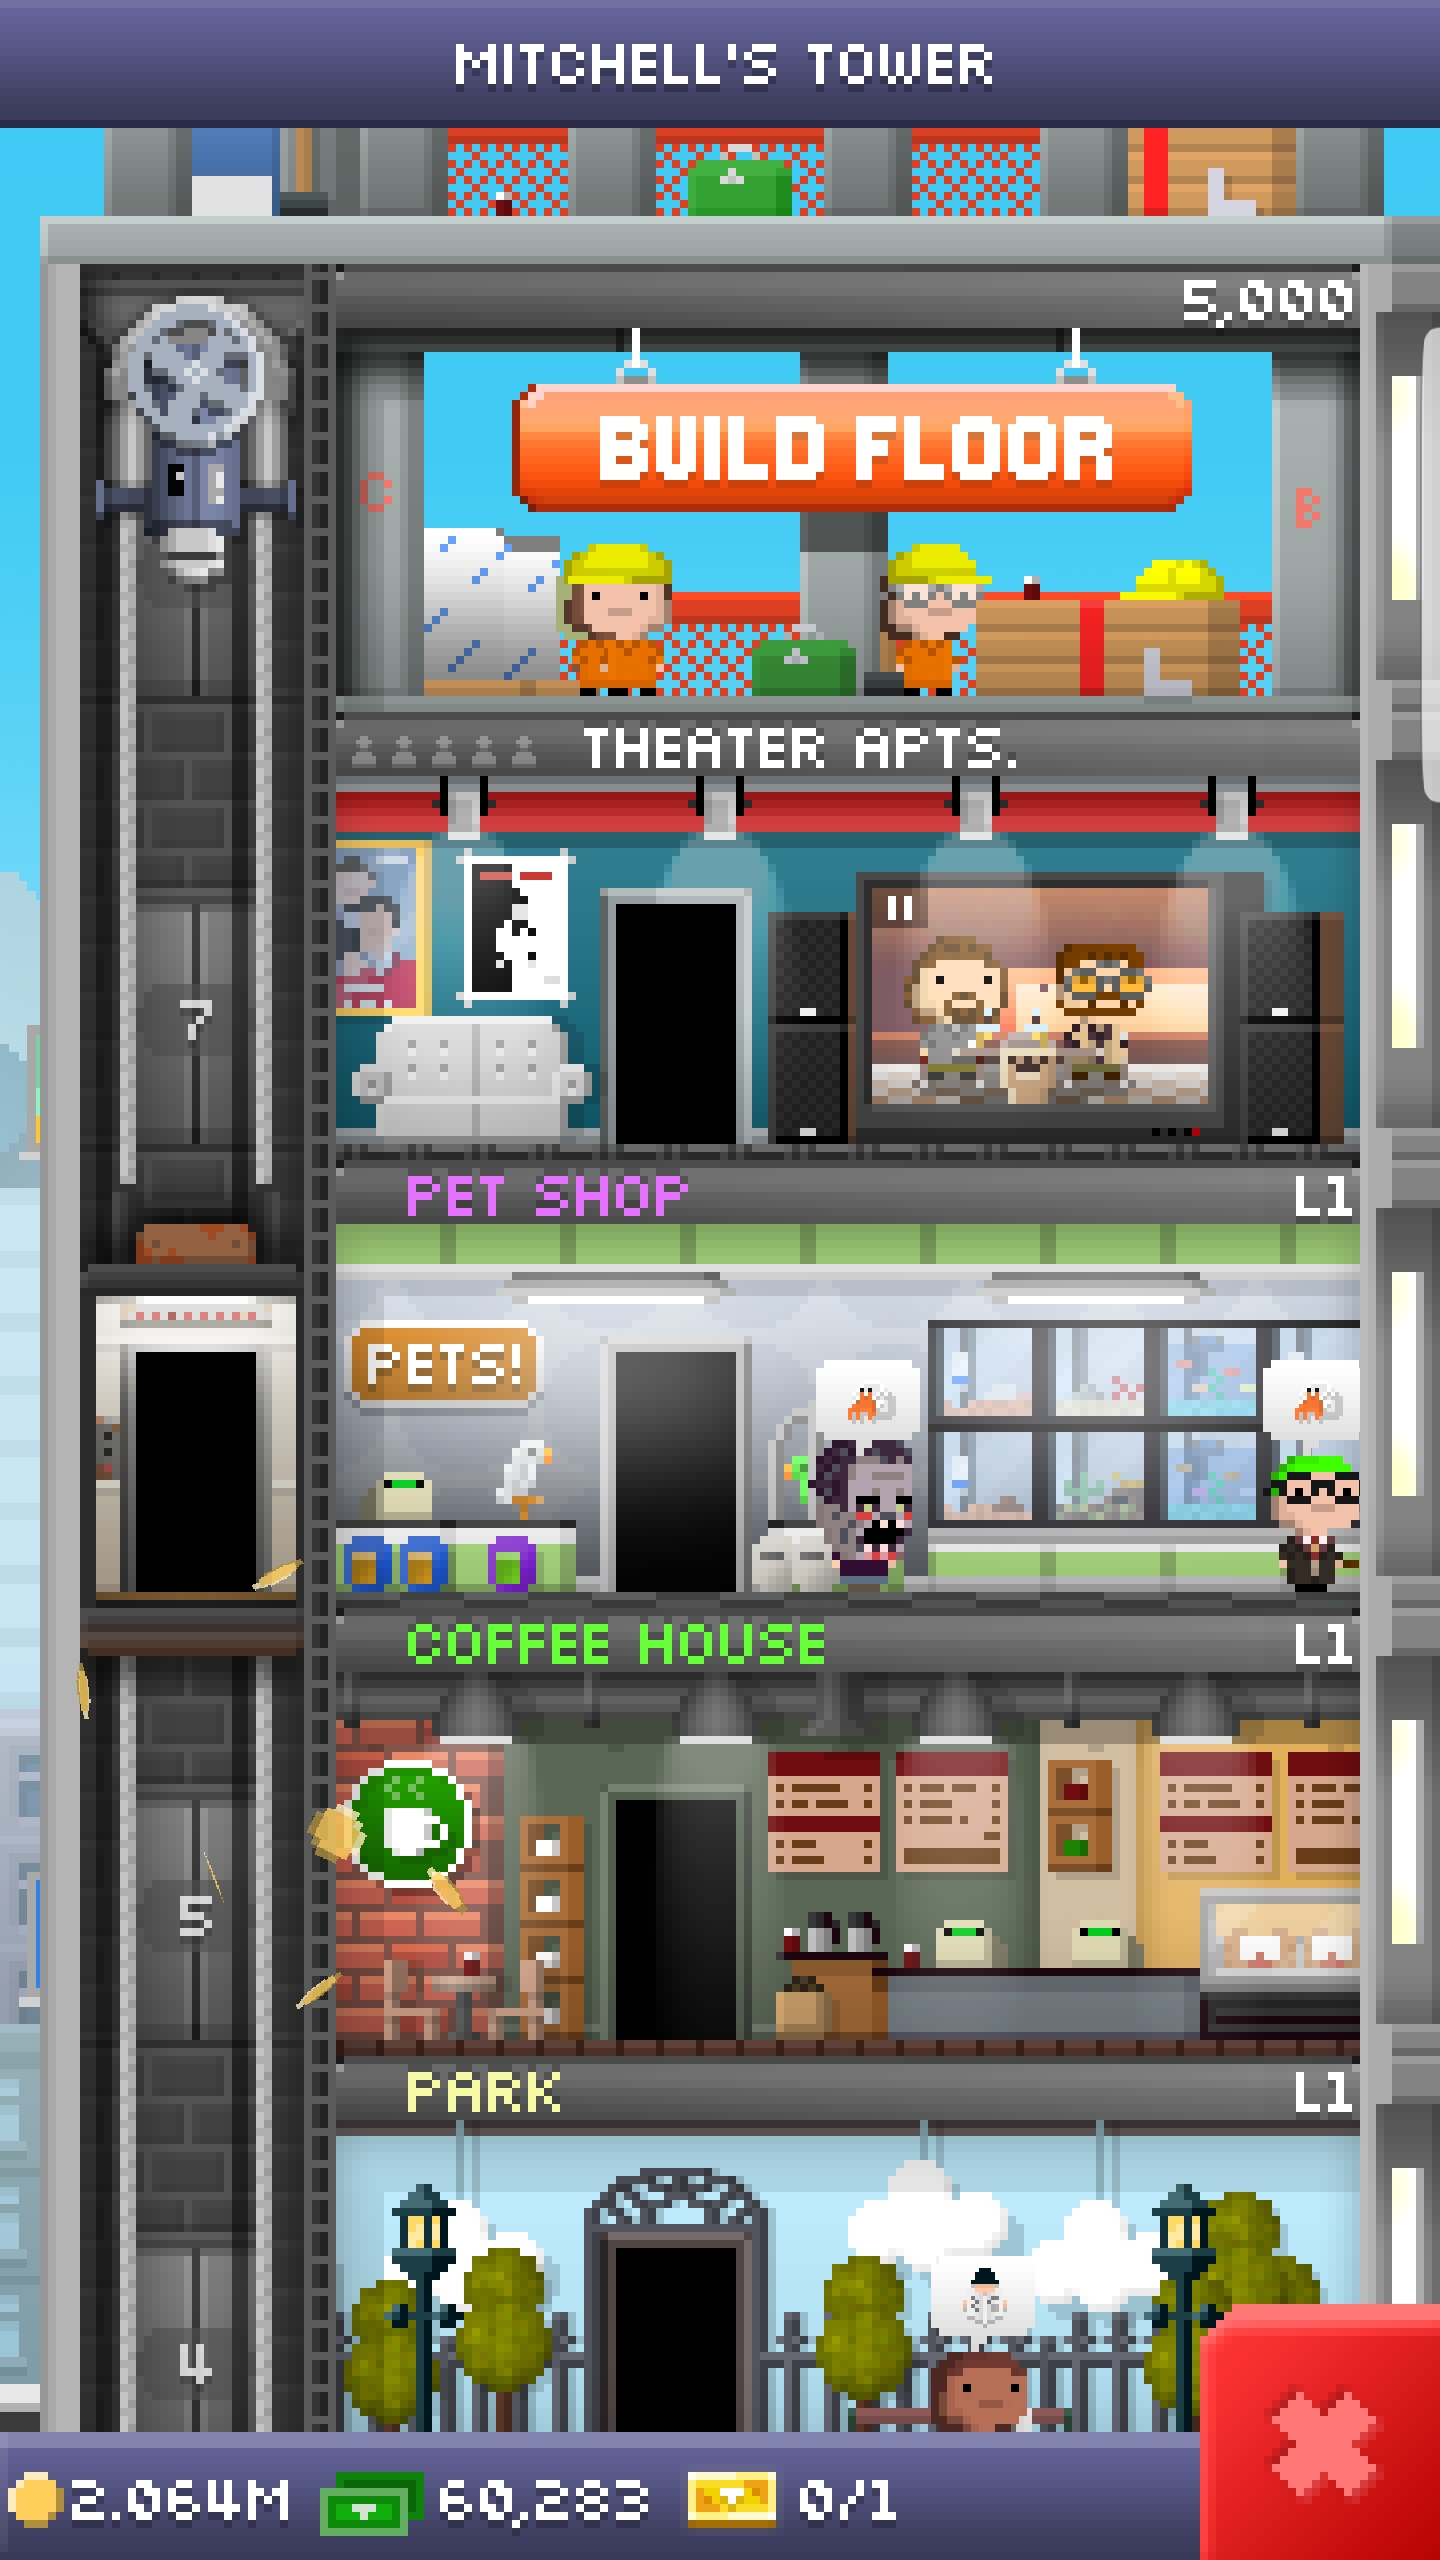 MITCHELL'S TOWER
5,000
BUILD FLOOR
C
B
THEATER APTS.
7
PET SHOP L1
PETS!
COFFEE HOUSE L1
5
PARK L1
4
2.064M 60,283 0/1